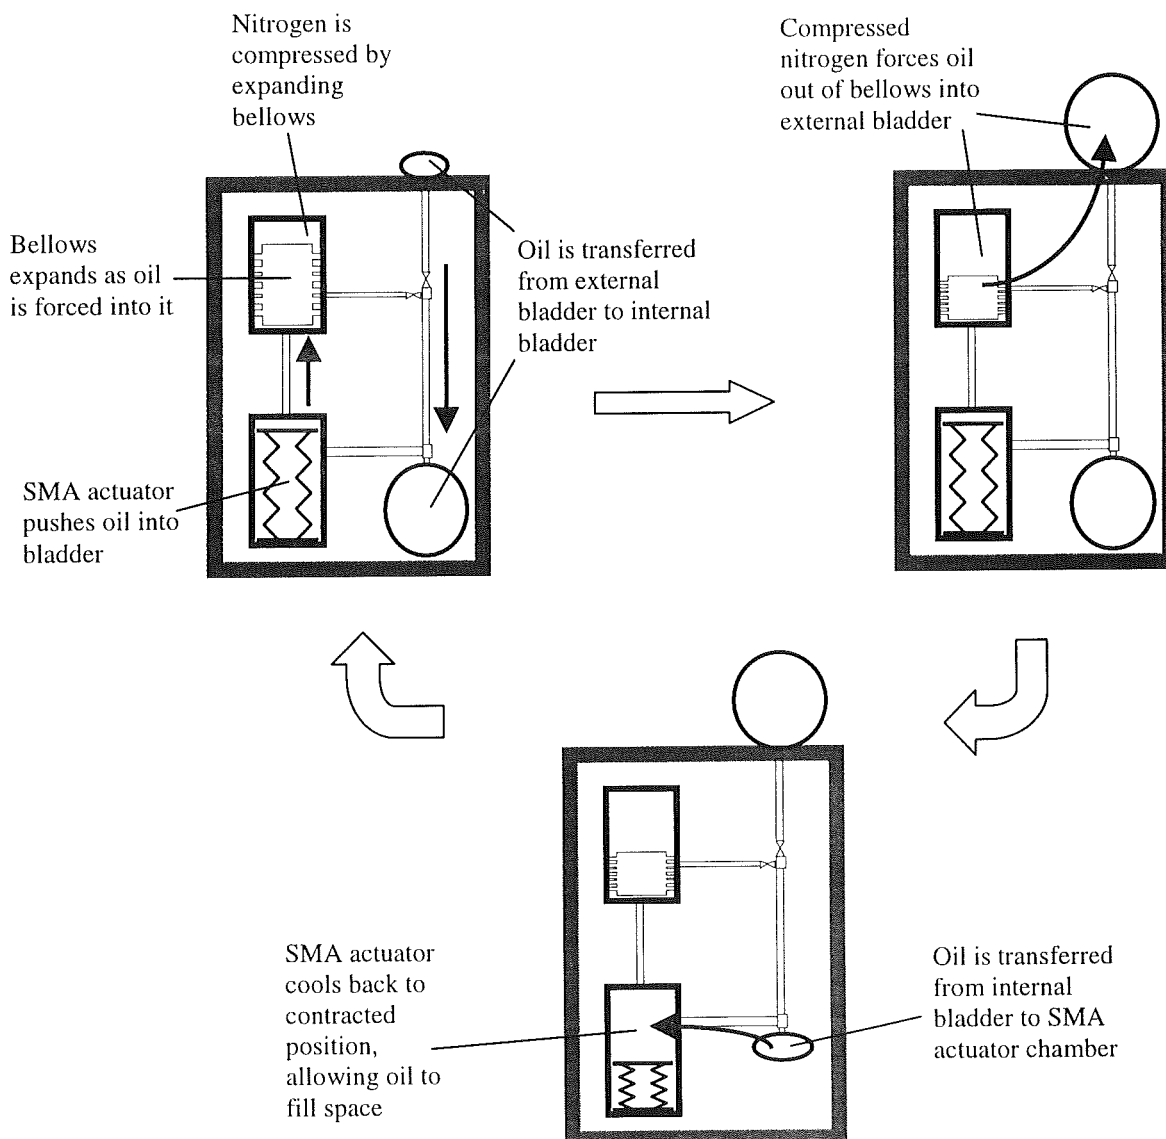 Nitrogen is
compressed by
expanding
bellows
Compressed
nitrogen forces oil
out of bellows into
external bladder
Bellows
expands as oil
is forced into it
Oil is transferred
from external
bladder to internal
bladder
SMA actuator
pushes oil into
bladder
SMA actuator
cools back to
contracted
position,
allowing oil to
fill space
Oil is transferred
from internal
bladder to SMA
actuator chamber